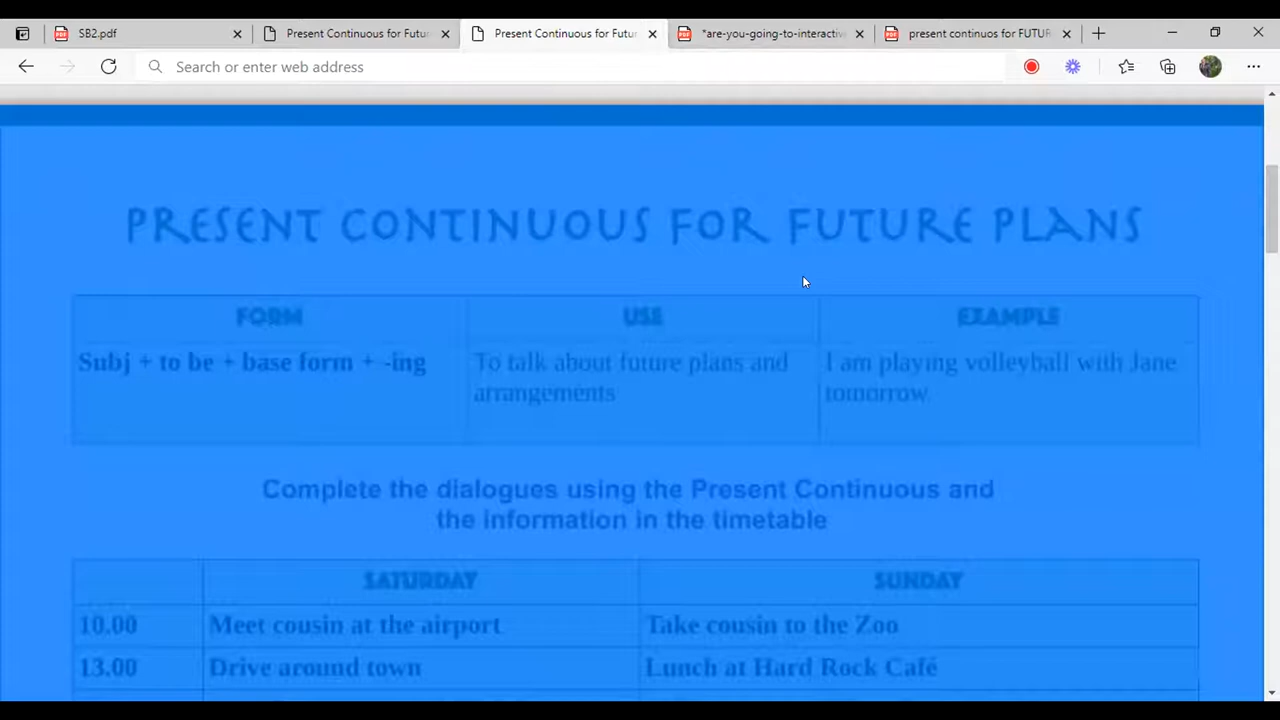 SB2.pdf
Present Continuous for Futu
Present Continuous for Futur
*are-you-going-to-interactive
present continuos for FUTUR
Search or enter web address
PRESENT CONTINUOUS FOR FUTURE PLANS
FORM USE EXAMPLE
Subj + to be + base form + -ing
To talk about future plans and
arrangements
I am playing volleyball with Jane
tomorrow.
Complete the dialogues using the Present Continuous and
the information in the timetable
SATURDAY SUNDAY
10.00 Meet cousin at the airport Take cousin to the Zoo
13.00 Drive around town Lunch at Hard Rock Café